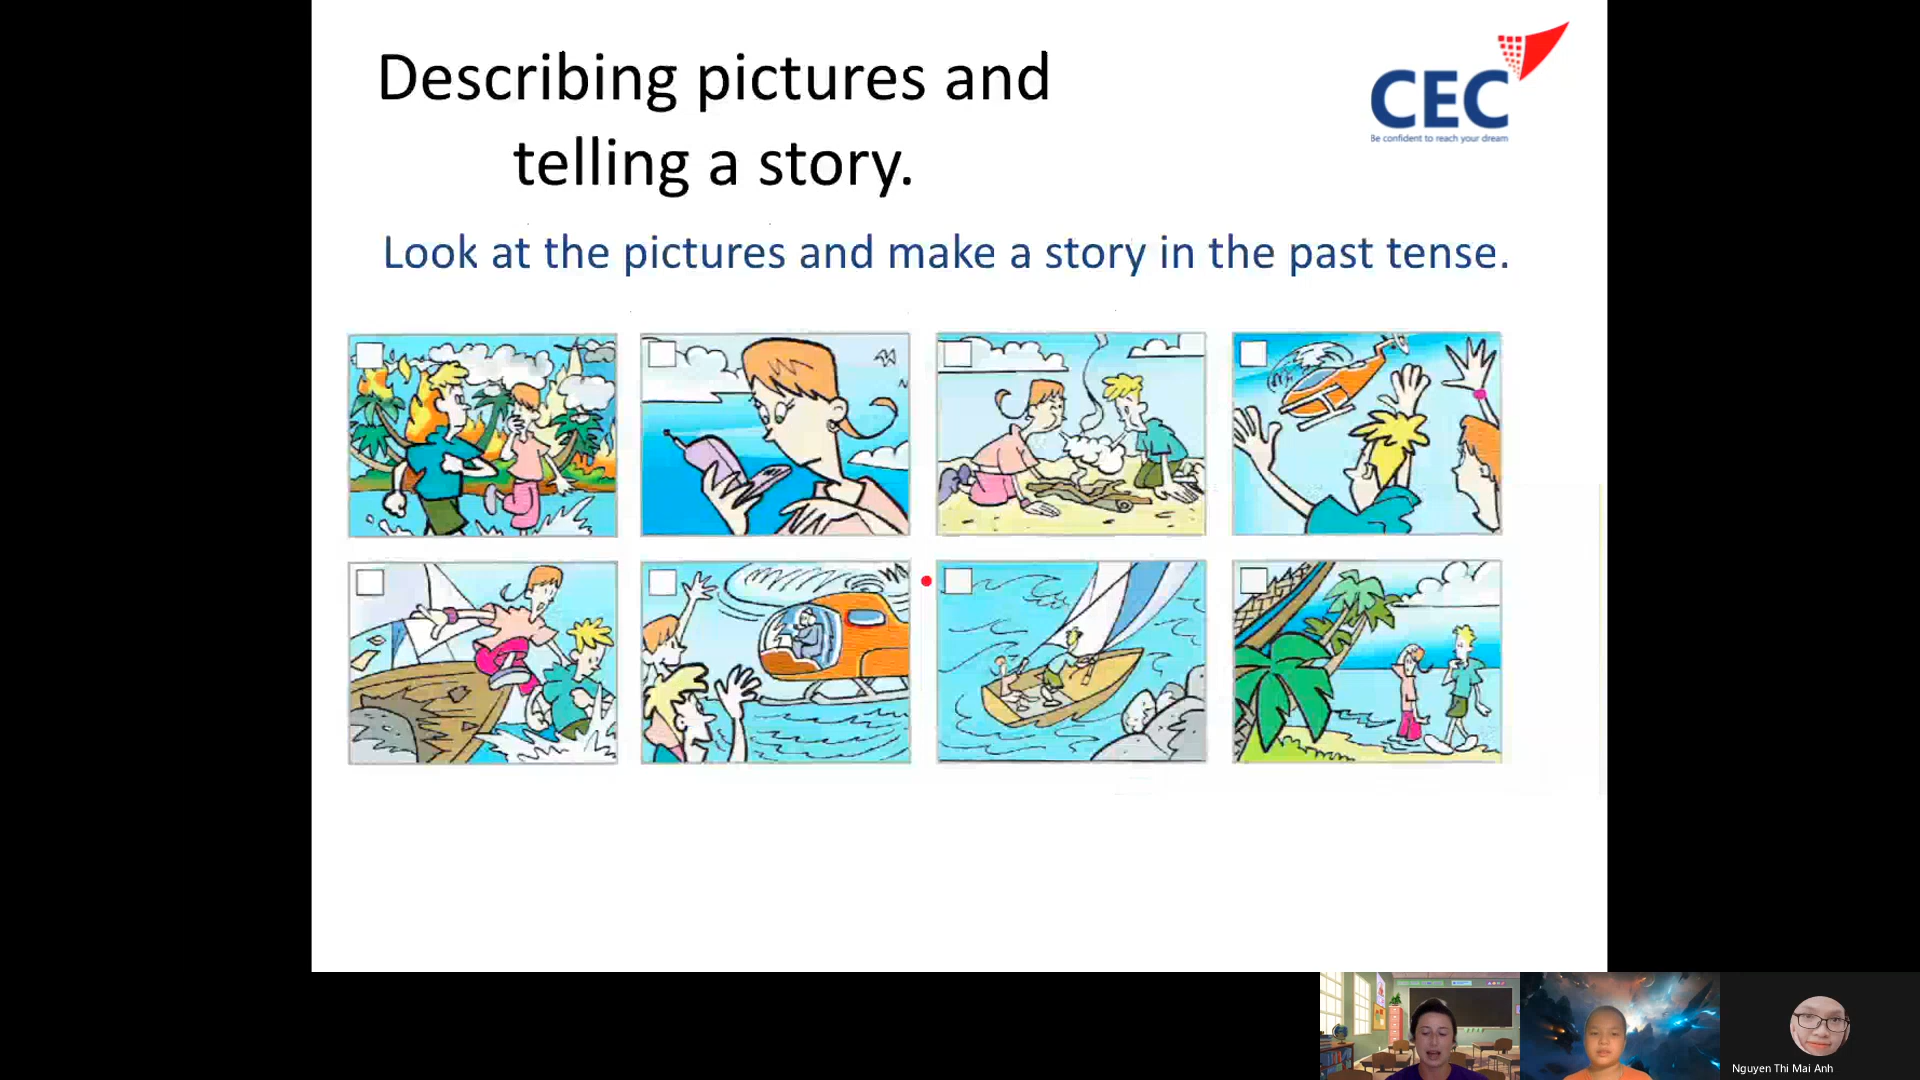 Describing pictures and
telling a story.
CEC
Be confident to reach your dream
Look at the pictures and make a story in the past tense.
Nguyen Thi Mai Anh